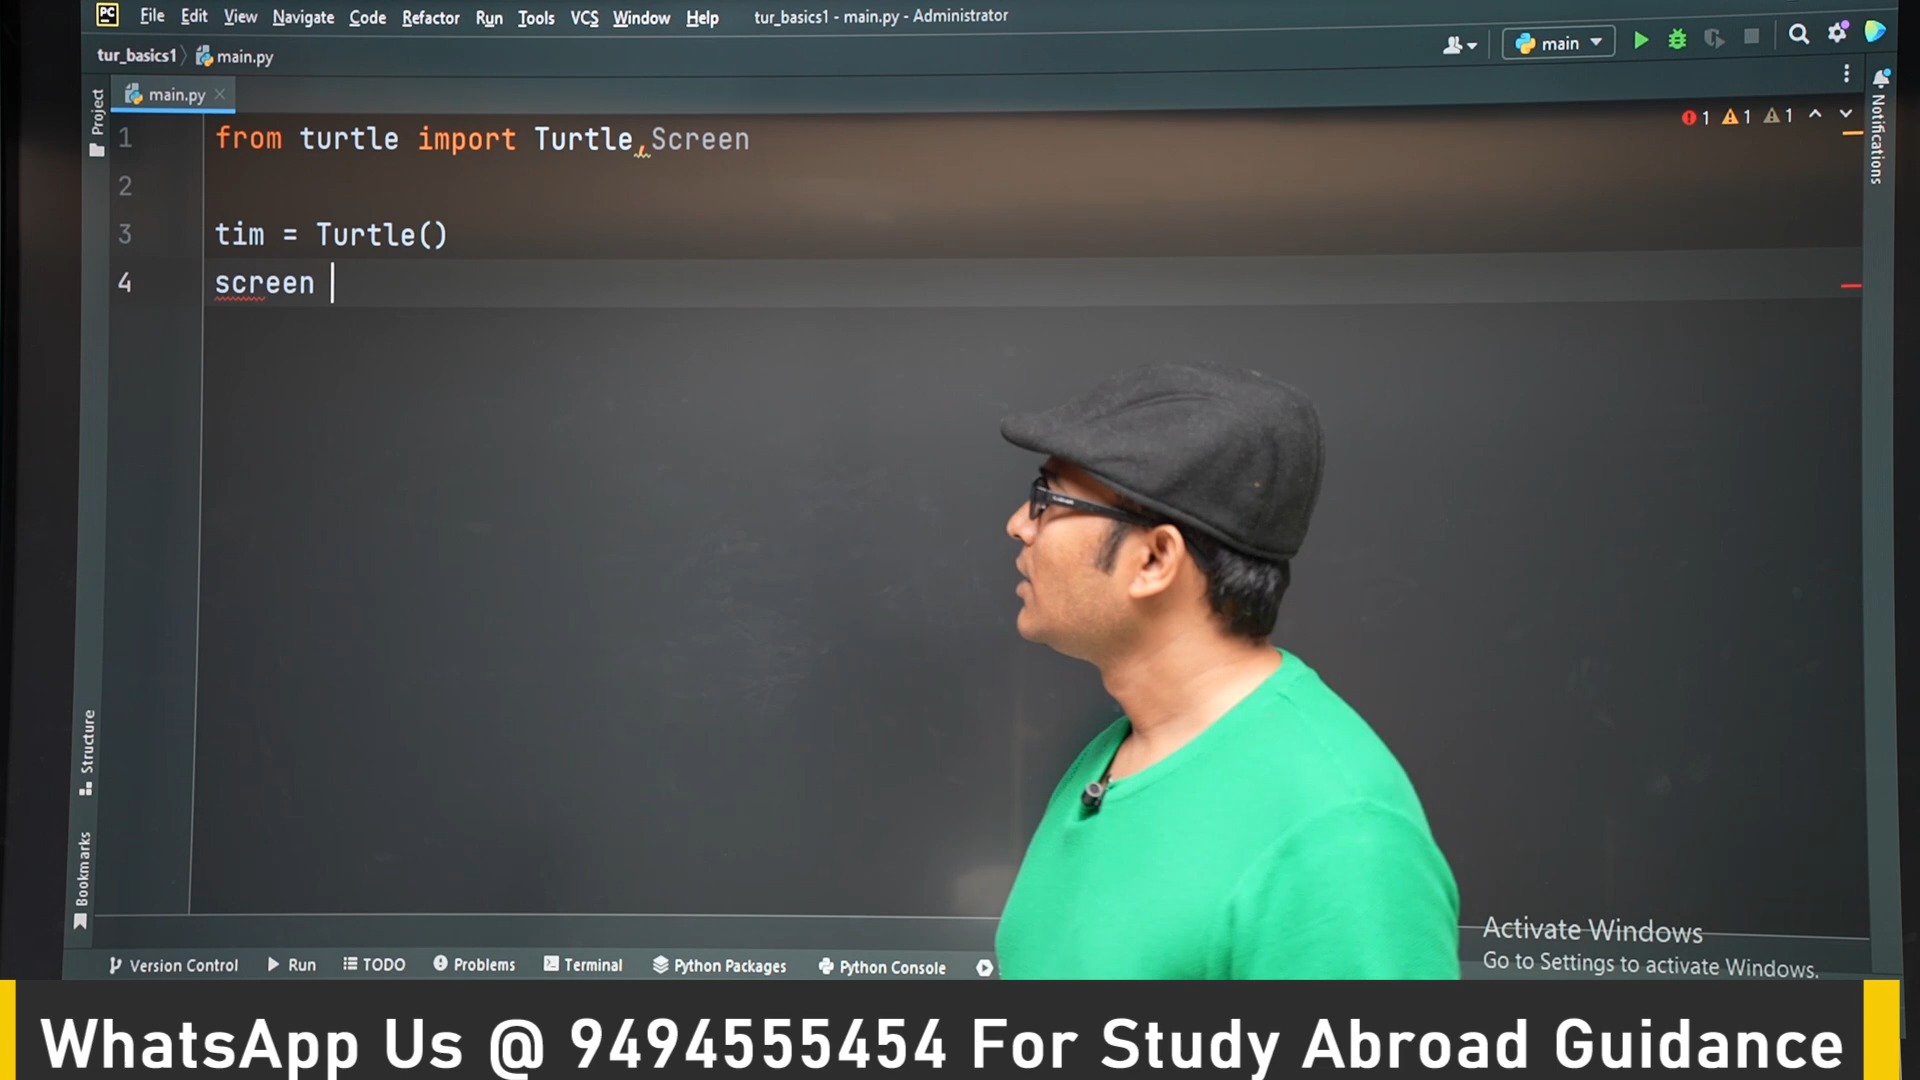 PC File Edit View Navigate Code Refactor Run Tools VCS Window Help tur_basics1 - main.py - Administrator
tur_basics1 main.py
main
main.py
1 1 1
1 from turtle import Turtle,Screen
2
3 tim = Turtle()
4 screen
Project
Structure
Bookmarks
Notifications
Version Control Run TODO Problems Terminal Python Packages Python Console
Activate Windows
Go to Settings to activate Windows.
WhatsApp Us @ 9494555454 For Study Abroad Guidance